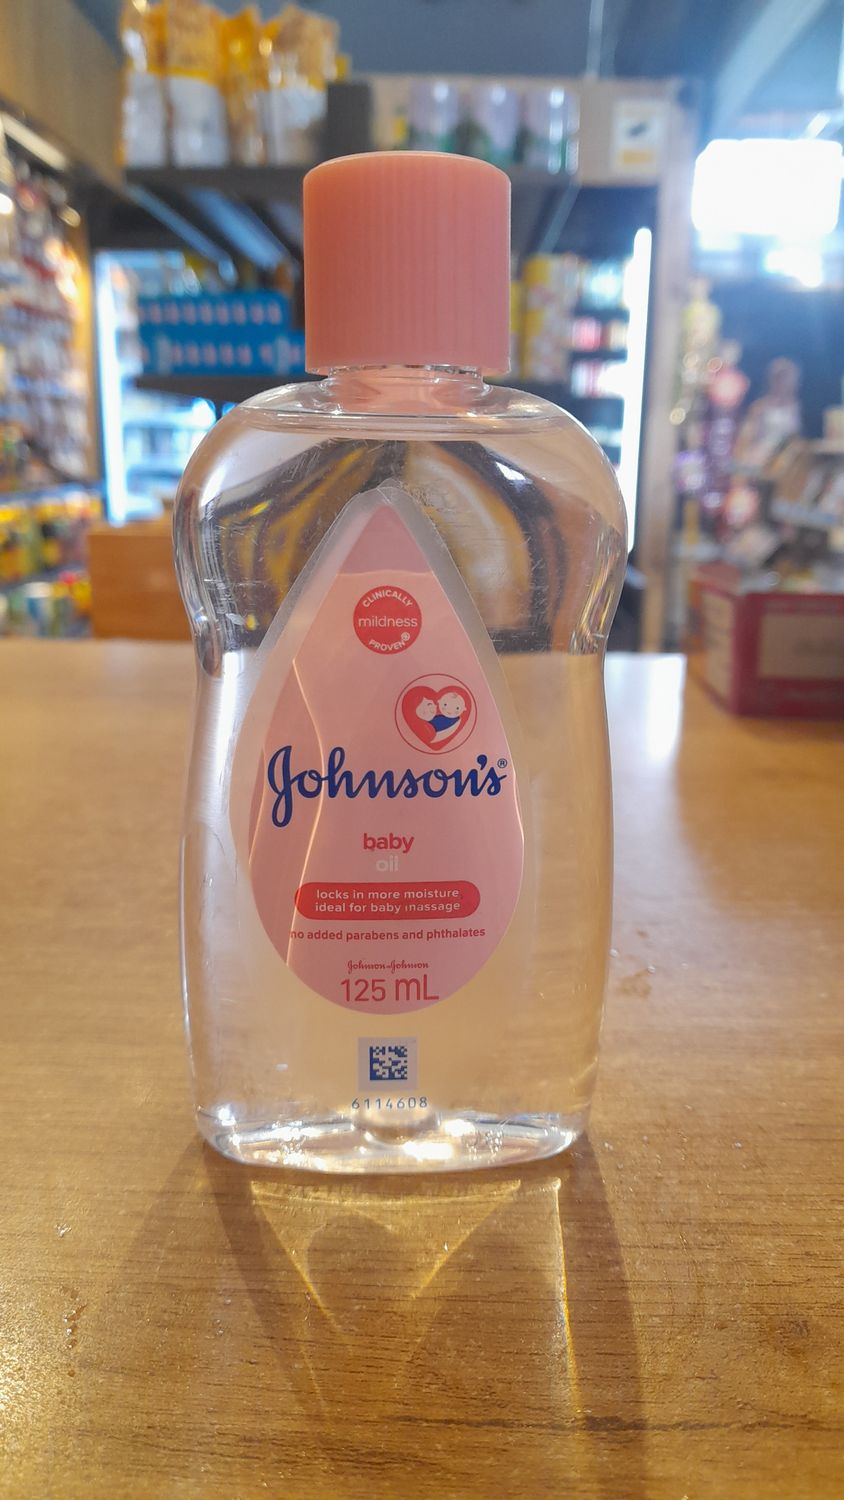 CLINICALLY
mildness
PROVEN®
Johnson's®
baby
oil
locks in more moisture,
ideal for baby massage
no added parabens and phthalates
Johnson & Johnson
125 mL
6114608